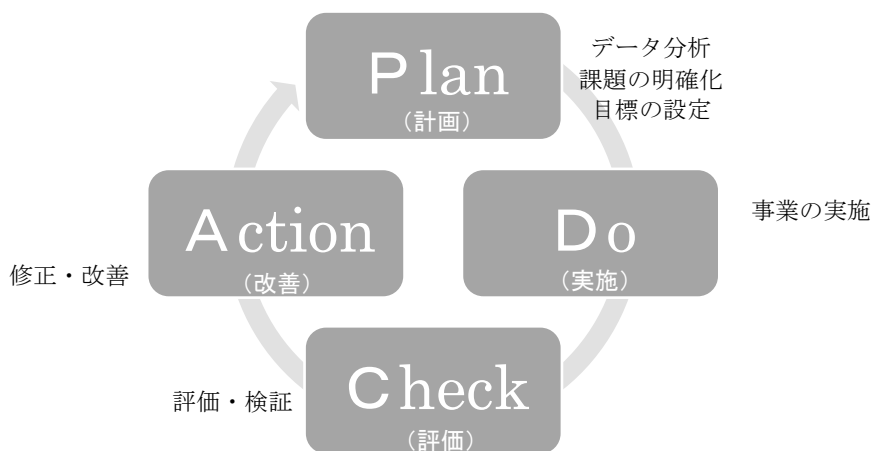 Plan
（計画）
データ分析
課題の明確化
目標の設定
Do
（実施）
事業の実施
Check
（評価）
評価・検証
Action
（改善）
修正・改善